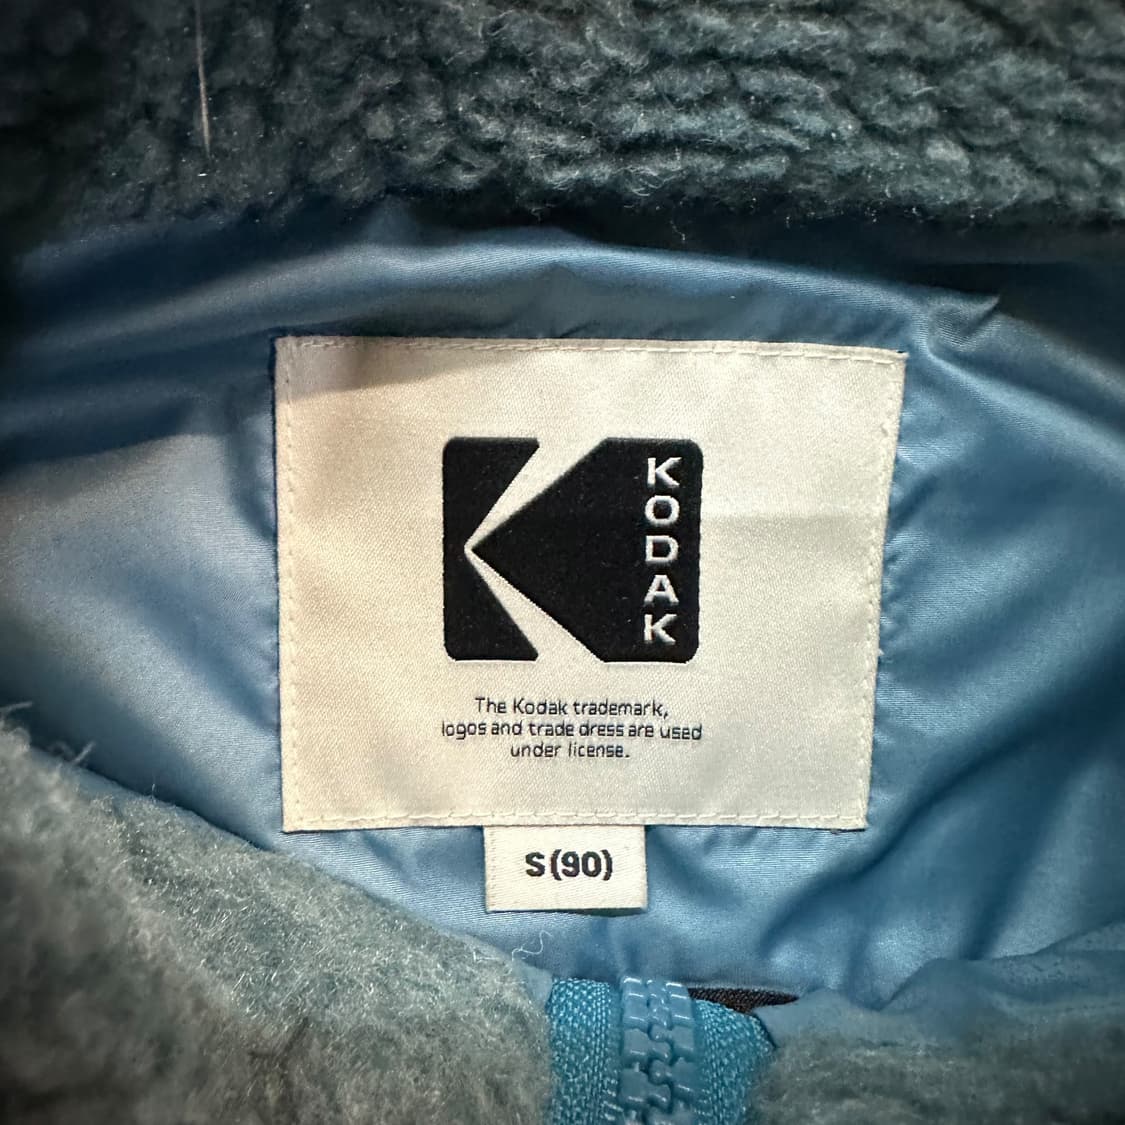 KODAK
The Kodak trademark,
logos and trade dress are used
under license.
S(90)